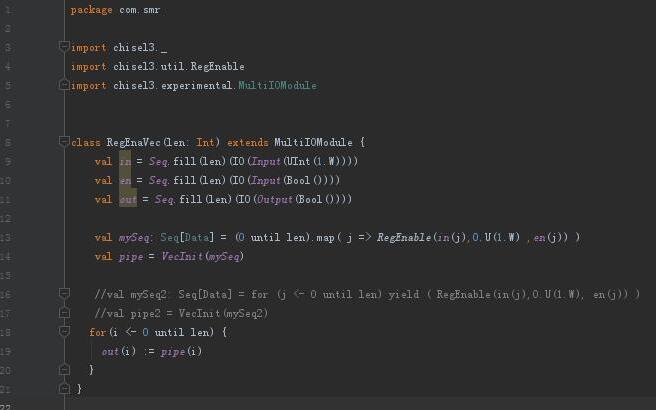 1 package com.smr
2
3 import chisel3._
4 import chisel3.util.RegEnable
5 import chisel3.experimental.MultiIOModule
6
7
8 class RegEnaVec(len: Int) extends MultiIOModule {
9 val in = Seq.fill(len)(IO(Input(UInt(1.W))))
10 val en = Seq.fill(len)(IO(Input(Bool())))
11 val out = Seq.fill(len)(IO(Output(Bool())))
12
13 val mySeq: Seq[Data] = (0 until len).map( j => RegEnable(in(j),0.U(1.W) ,en(j)) )
14 val pipe = VecInit(mySeq)
15
16 //val mySeq2: Seq[Data] = for (j <- 0 until len) yield ( RegEnable(in(j),0.U(1.W), en(j)) )
17 //val pipe2 = VecInit(mySeq2)
18 for(i <- 0 until len) {
19 out(i) := pipe(i)
20 }
21 }
22